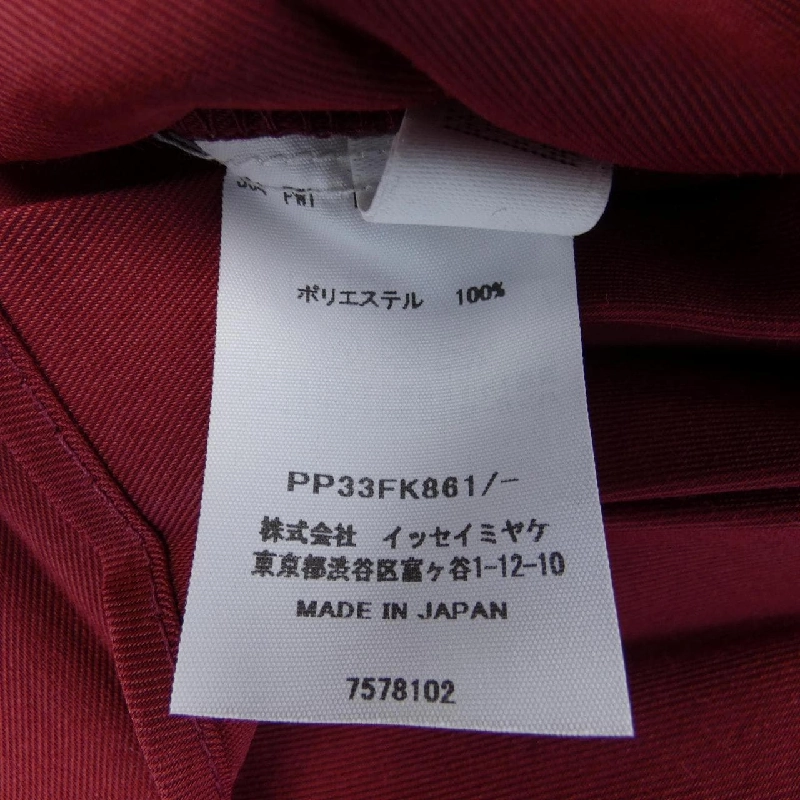 ポリエステル 100%
PP33FK861/-
株式会社 イッセイミヤケ
東京都渋谷区富ヶ谷1-12-10
MADE IN JAPAN
7578102